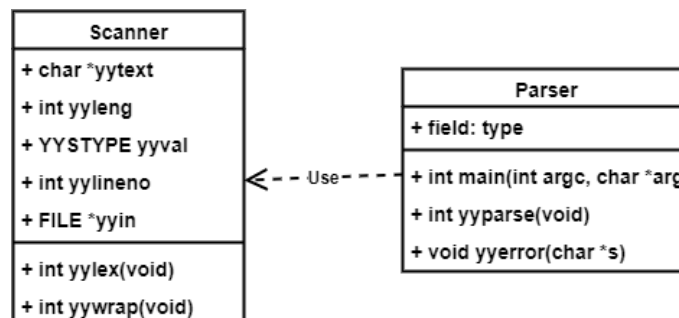 Scanner
+ char *yytext
+ int yyleng
+ YYSTYPE yyval
+ int yylineno
+ FILE *yyin
+ int yylex(void)
+ int yywrap(void)
Use
Parser
+ field: type
+ int main(int argc, char *arg
+ int yyparse(void)
+ void yyerror(char *s)